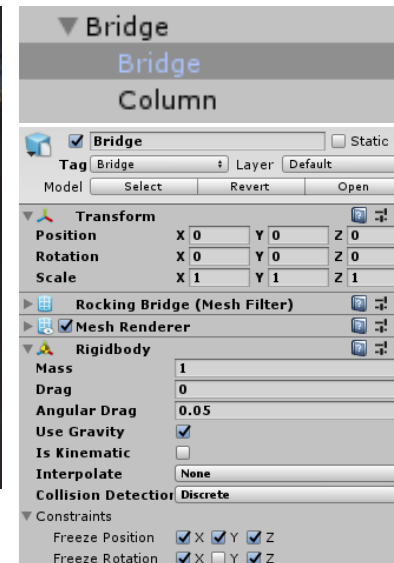 Bridge
Bridge
Column
Bridge Static
Tag Bridge Layer Default
Model Select Revert Open
Transform
Position X 0 Y 0 Z 0
Rotation X 0 Y 0 Z 0
Scale X 1 Y 1 Z 1
Rocking Bridge (Mesh Filter)
Mesh Renderer
Rigidbody
Mass 1
Drag 0
Angular Drag 0.05
Use Gravity
Is Kinematic
Interpolate None
Collision Detection Discrete
Constraints
Freeze Position X Y Z
Freeze Rotation X Y Z